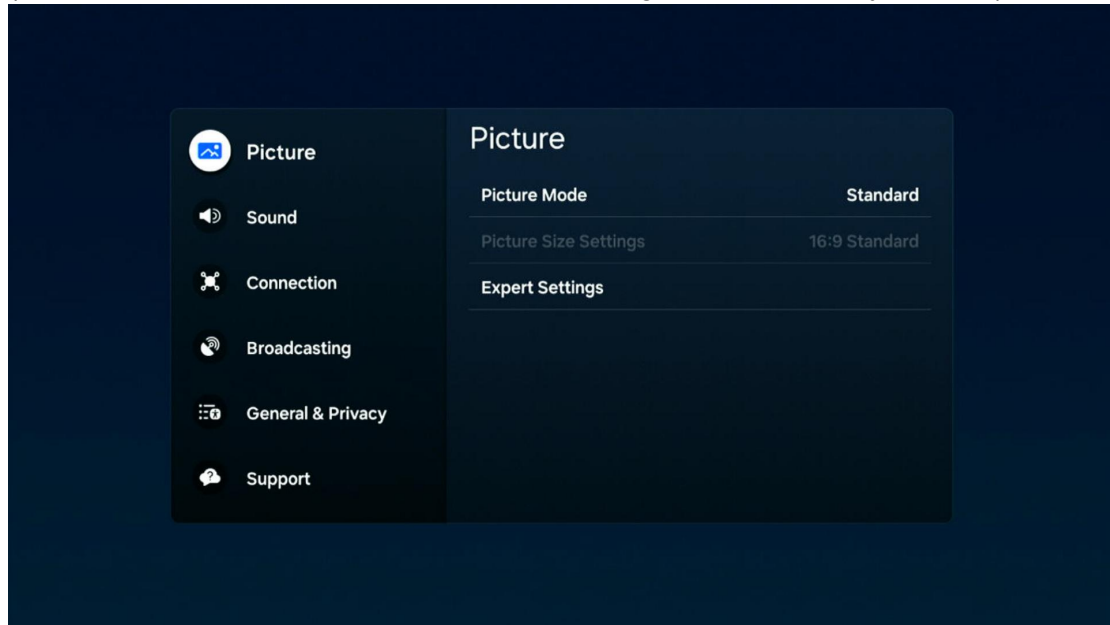 Picture
Sound
Connection
Broadcasting
General & Privacy
Support
Picture
Picture Mode Standard
Picture Size Settings 16:9 Standard
Expert Settings